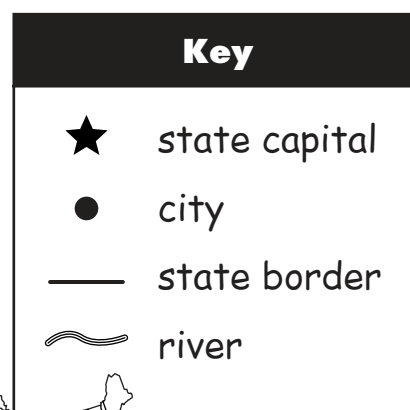 Key
state capital
city
state border
river